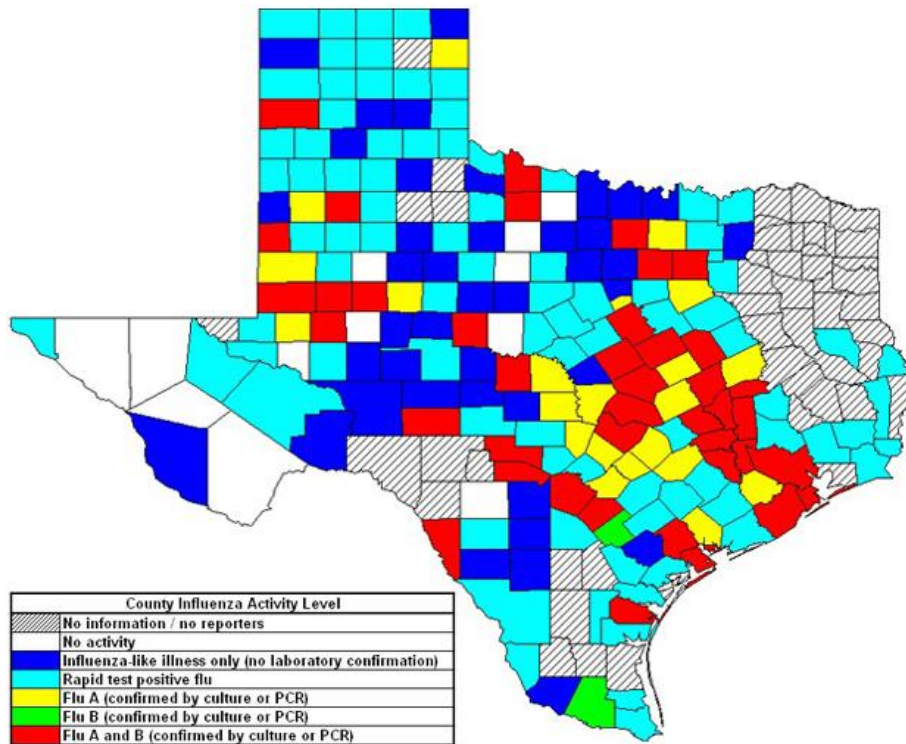 County Influenza Activity Level
No information / no reporters
No activity
Influenza-like illness only (no laboratory confirmation)
Rapid test positive flu
Flu A (confirmed by culture or PCR)
Flu B (confirmed by culture or PCR)
Flu A and B (confirmed by culture or PCR)